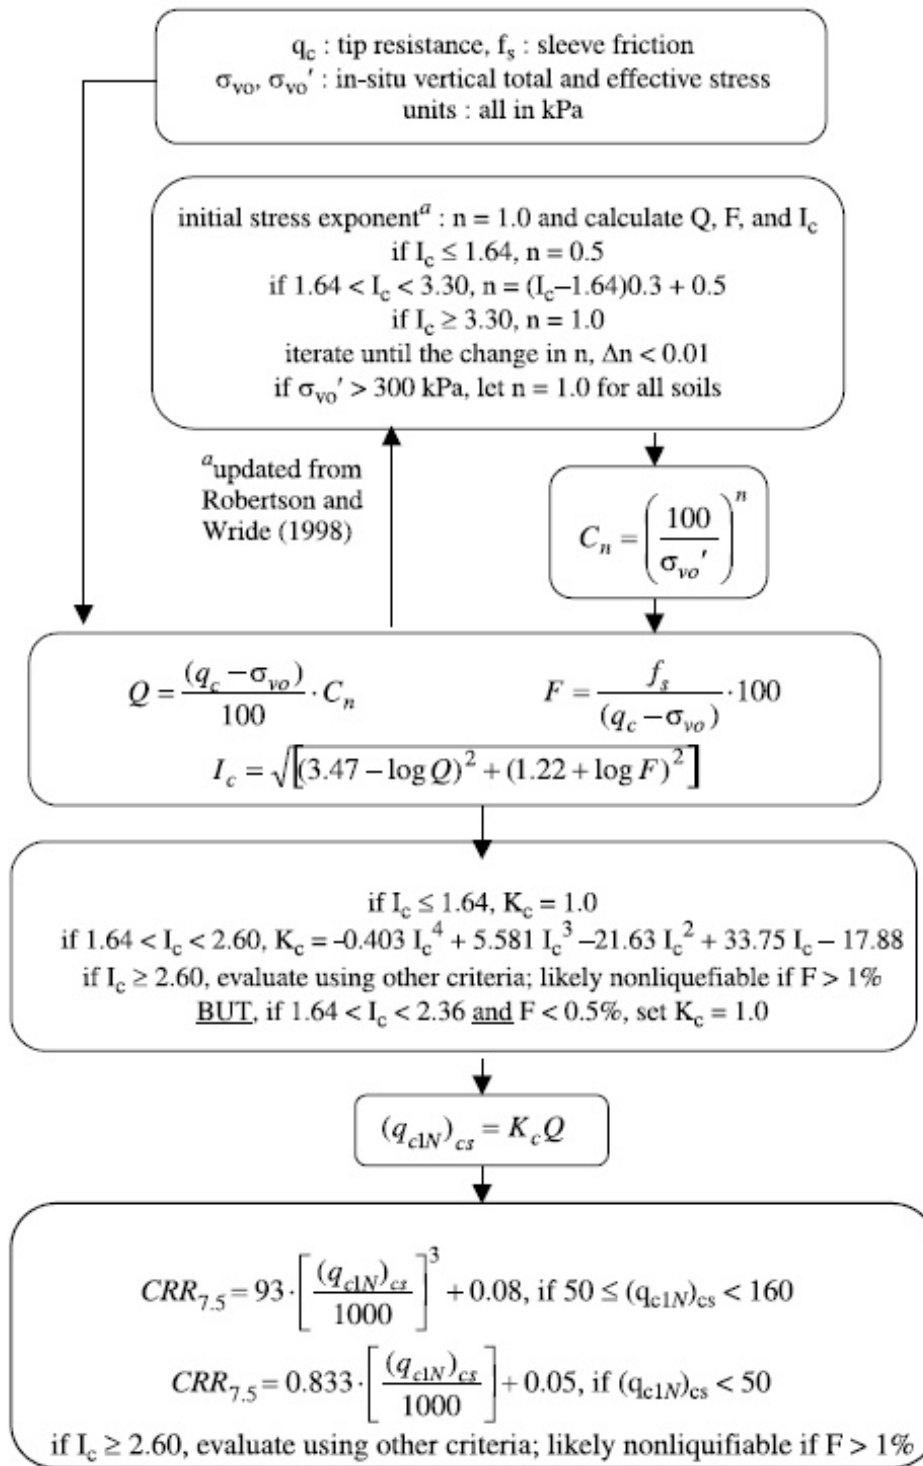 q_c : tip resistance, f_s : sleeve friction
σ_vo, σ_vo′ : in-situ vertical total and effective stress
units : all in kPa
initial stress exponent^a : n = 1.0 and calculate Q, F, and I_c
if I_c ≤ 1.64, n = 0.5
if 1.64 < I_c < 3.30, n = (I_c–1.64)0.3 + 0.5
if I_c ≥ 3.30, n = 1.0
iterate until the change in n, Δn < 0.01
if σ_vo′ > 300 kPa, let n = 1.0 for all soils
^a updated from
Robertson and
Wride (1998)
C_n = (100 / σ_vo′)^n
Q = (q_c – σ_vo) / 100 · C_n
F = f_s / (q_c – σ_vo) · 100
I_c = √[(3.47 – log Q)^2 + (1.22 + log F)^2]
if I_c ≤ 1.64, K_c = 1.0
if 1.64 < I_c < 2.60, K_c = –0.403 I_c^4 + 5.581 I_c^3 –21.63 I_c^2 + 33.75 I_c – 17.88
if I_c ≥ 2.60, evaluate using other criteria; likely nonliquefiable if F > 1%
BUT, if 1.64 < I_c < 2.36 and F < 0.5%, set K_c = 1.0
(q_c1N)_cs = K_c Q
CRR_7.5 = 93 · [(q_c1N)_cs / 1000]^3 + 0.08, if 50 ≤ (q_c1N)_cs < 160
CRR_7.5 = 0.833 · [(q_c1N)_cs / 1000] + 0.05, if (q_c1N)_cs < 50
if I_c ≥ 2.60, evaluate using other criteria; likely nonliquifiable if F > 1%